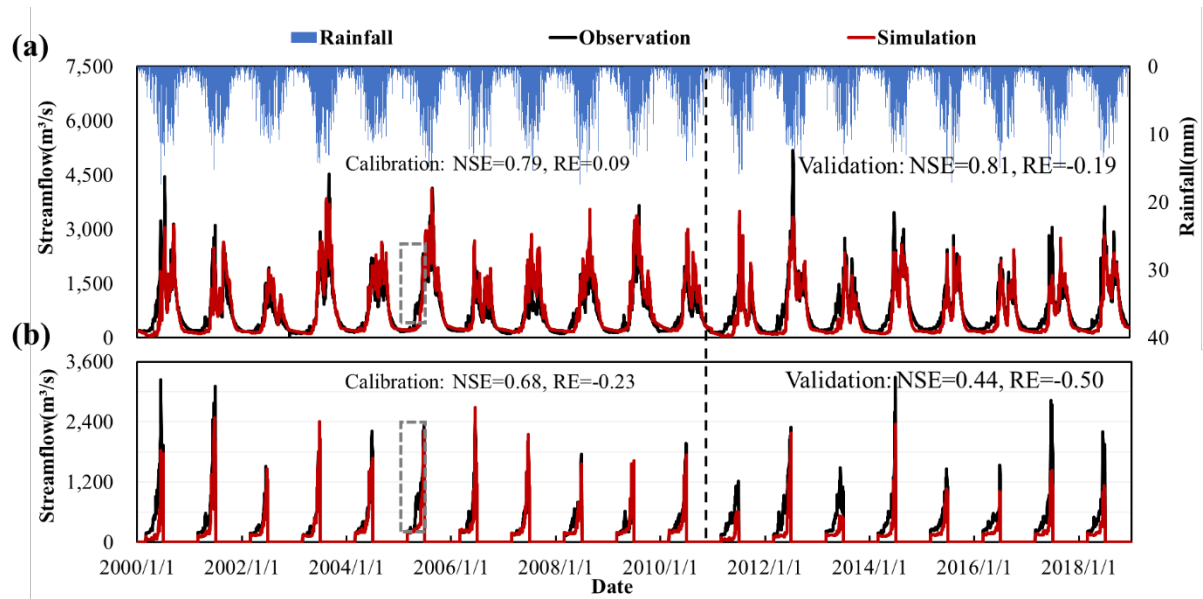 (a)
Rainfall Observation Simulation
7,500
6,000
4,500
3,000
1,500
0
Streamflow(m³/s)
0
10
20
30
40
Rainfall(mm)
Calibration: NSE=0.79, RE=0.09
Validation: NSE=0.81, RE=-0.19
(b)
3,600
2,400
1,200
0
Streamflow(m³/s)
Calibration: NSE=0.68, RE=-0.23
Validation: NSE=0.44, RE=-0.50
2000/1/1 2002/1/1 2004/1/1 2006/1/1 2008/1/1 2010/1/1 2012/1/1 2014/1/1 2016/1/1 2018/1/1
Date